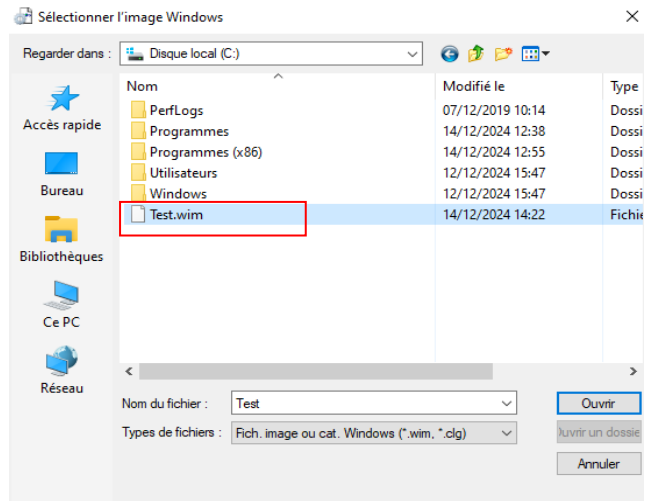 Sélectionner l'image Windows
Regarder dans :
Disque local (C:)
Nom Modifié le Type
PerfLogs 07/12/2019 10:14 Dossi
Programmes 14/12/2024 12:38 Dossi
Programmes (x86) 14/12/2024 12:55 Dossi
Utilisateurs 12/12/2024 15:47 Dossi
Windows 12/12/2024 15:47 Dossi
Test.wim 14/12/2024 14:22 Fichie
Accès rapide
Bureau
Bibliothèques
Ce PC
Réseau
Nom du fichier : Test Ouvrir
Types de fichiers : Fich. image ou cat. Windows (*.wim, *.clg) Juvrir un dossie
Annuler